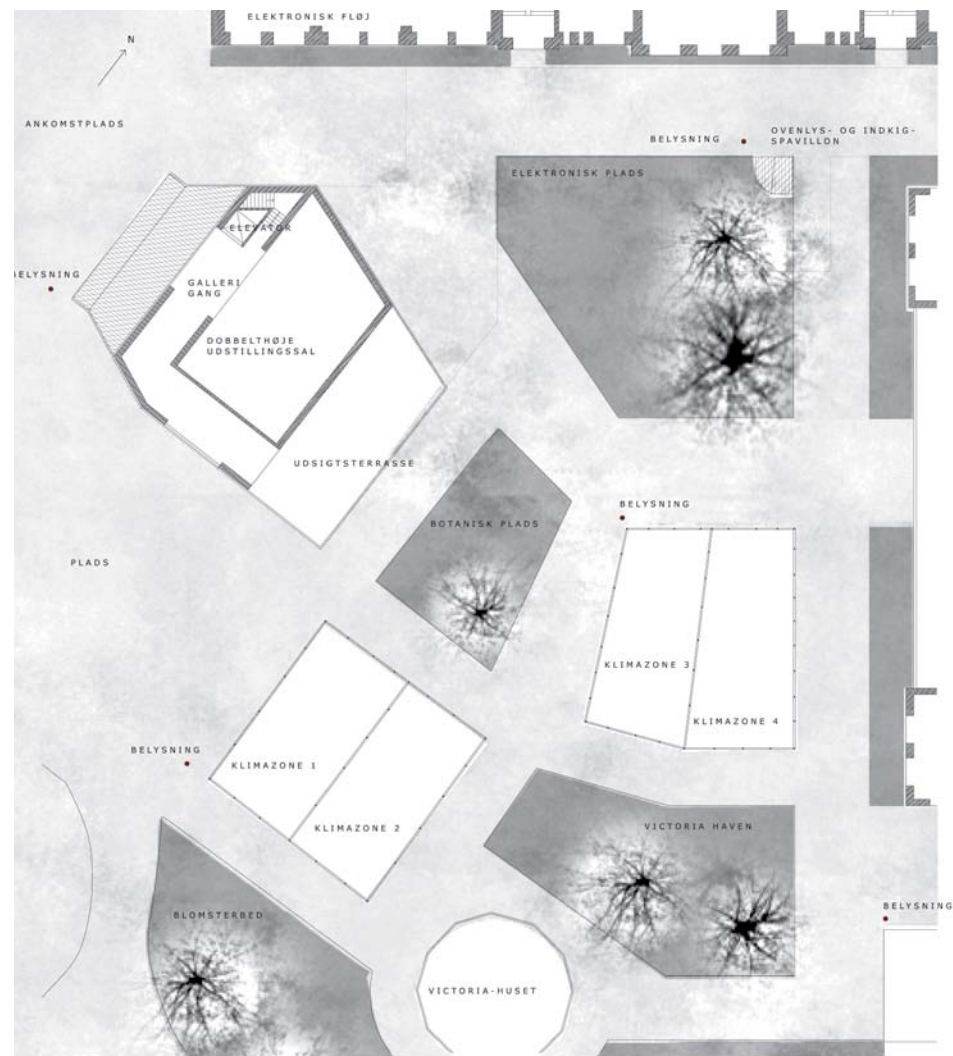 ELEKTRONISK FLØJ
N
ANKOMSTPLADS
BELYSNING
OVENLYS- OG INDKIG-
SPAVILLON
ELEKTRONISK PLADS
ELEVATOR
BELYSNING
GALLERI
GANG
DOBBELTHØJE
UDSTILLINGSSAL
UDSIGTSTERRASSE
BELYSNING
BOTANISK PLADS
PLADS
KLIMAZONE 3
KLIMAZONE 4
BELYSNING
KLIMAZONE 1
KLIMAZONE 2
VICTORIA HAVEN
BELYSNING
BLOMSTERBED
VICTORIA-HUSET